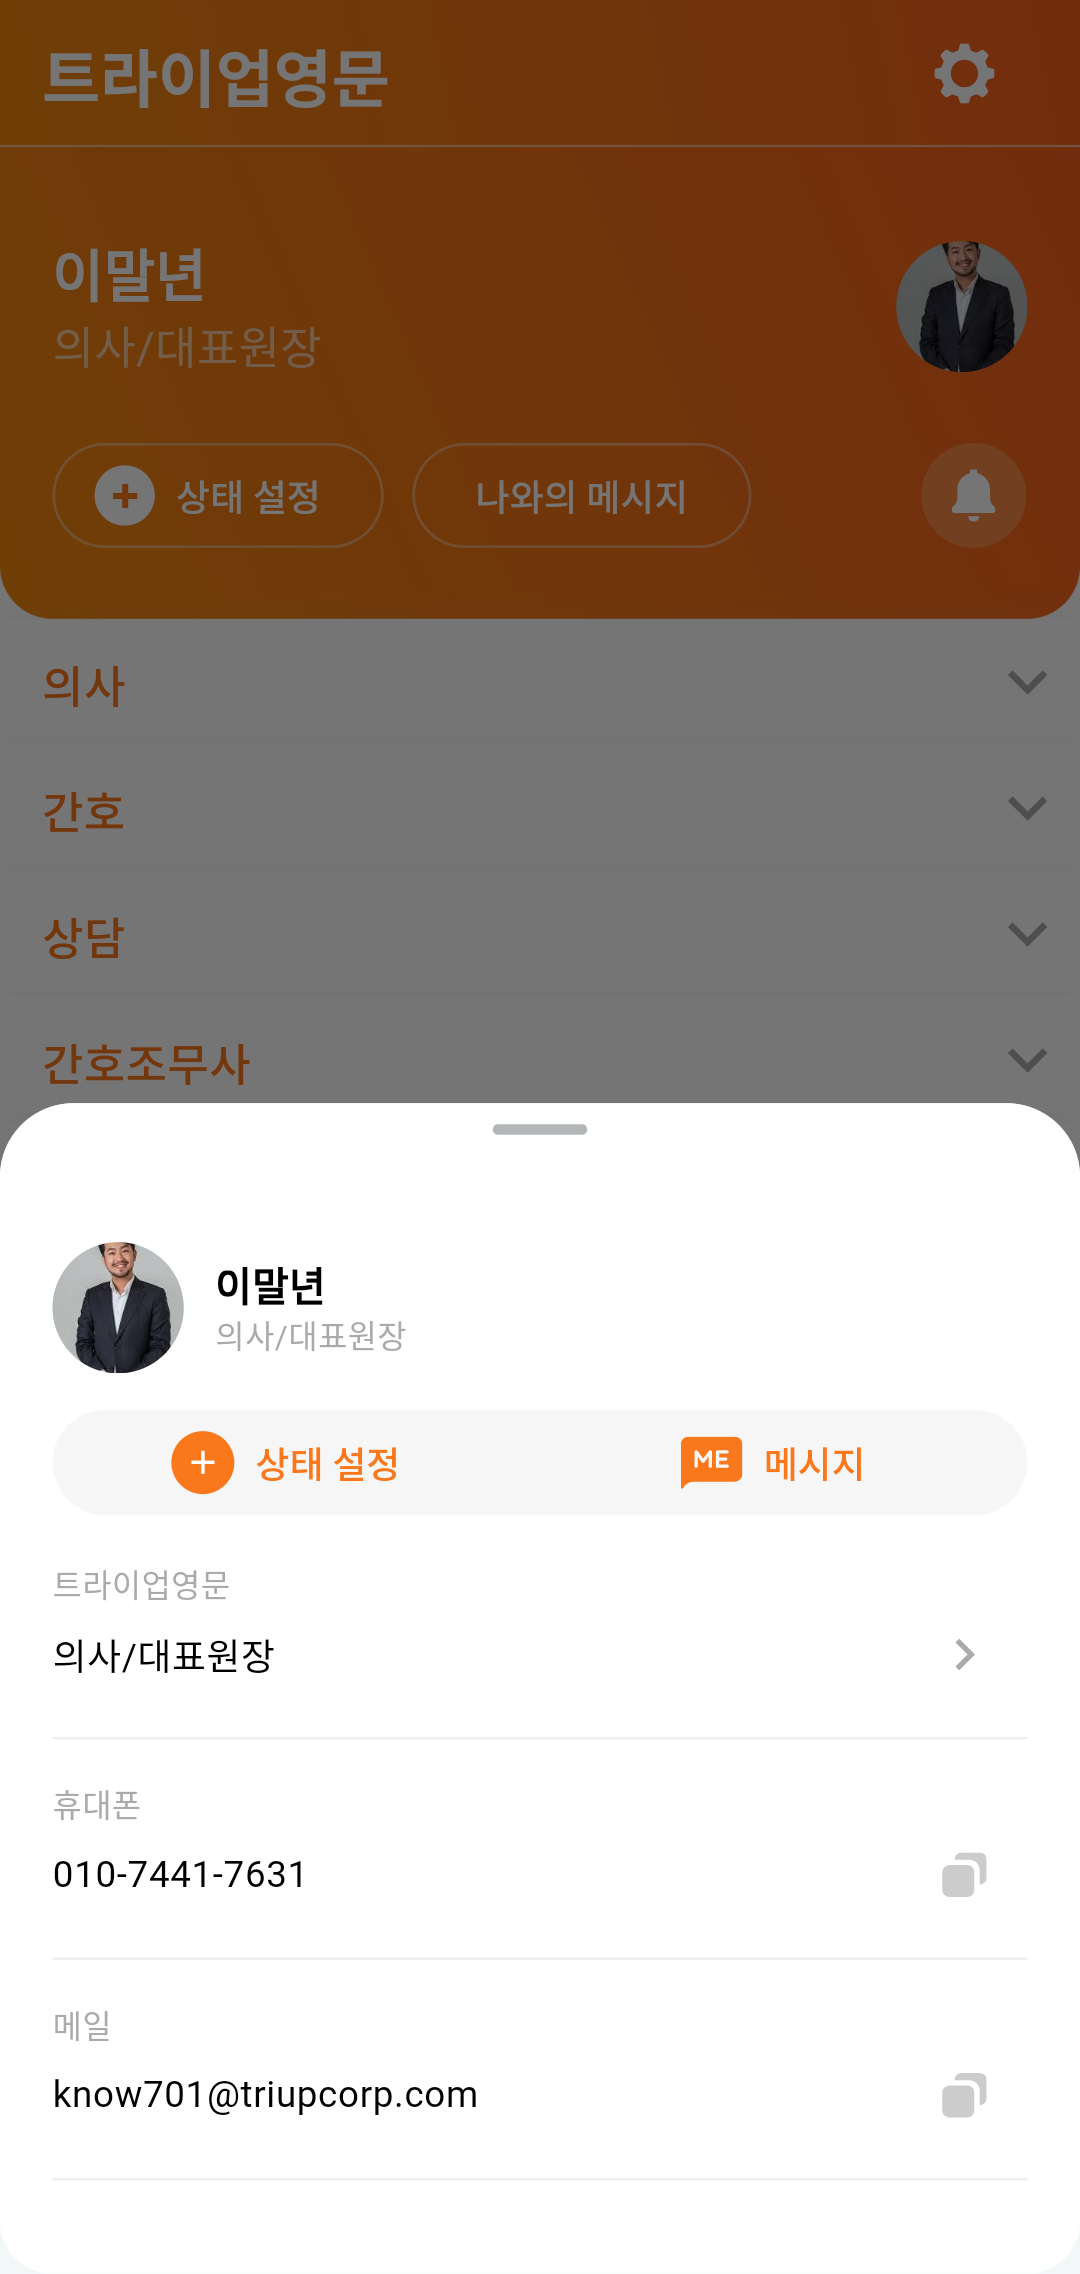 트라이업영문
이말년
의사/대표원장
상태 설정
나와의 메시지
의사
간호
상담
간호조무사
이말년
의사/대표원장
상태 설정
ME 메시지
트라이업영문
의사/대표원장
휴대폰
010-7441-7631
메일
know701@triupcorp.com